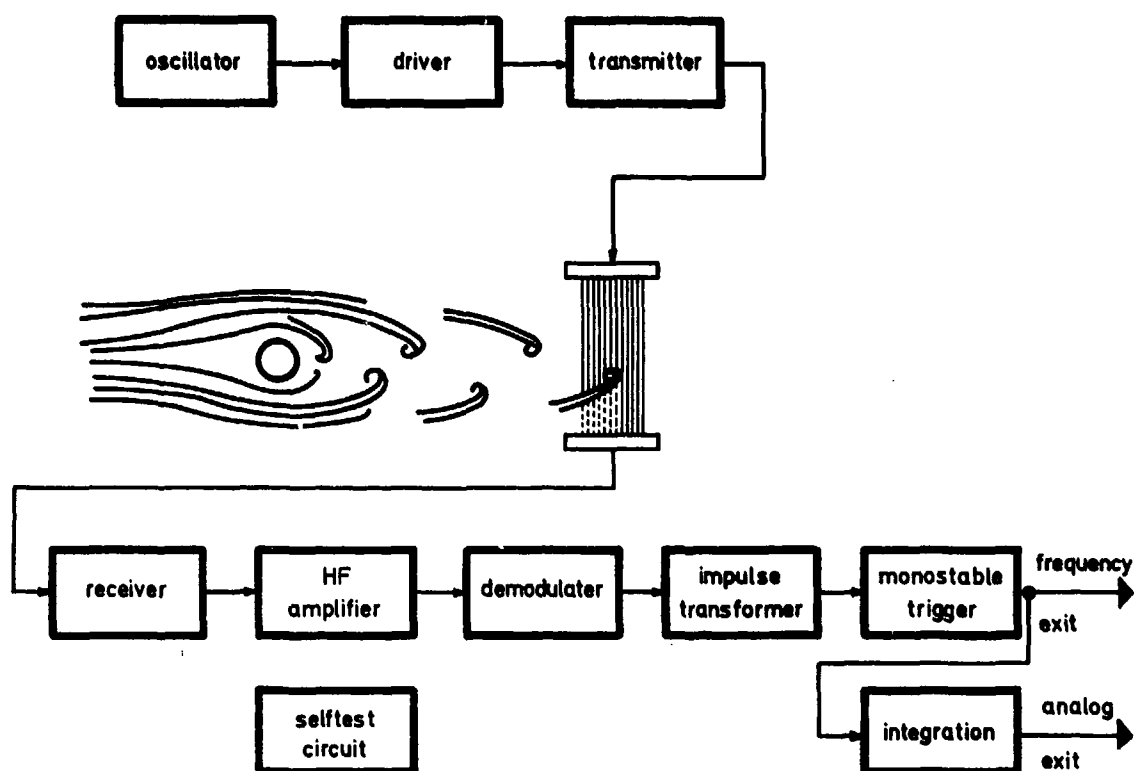 oscillator
driver
transmitter
receiver
HF
amplifier
demodulater
impulse
transformer
monostable
trigger
frequency
exit
selftest
circuit
integration
analog
exit